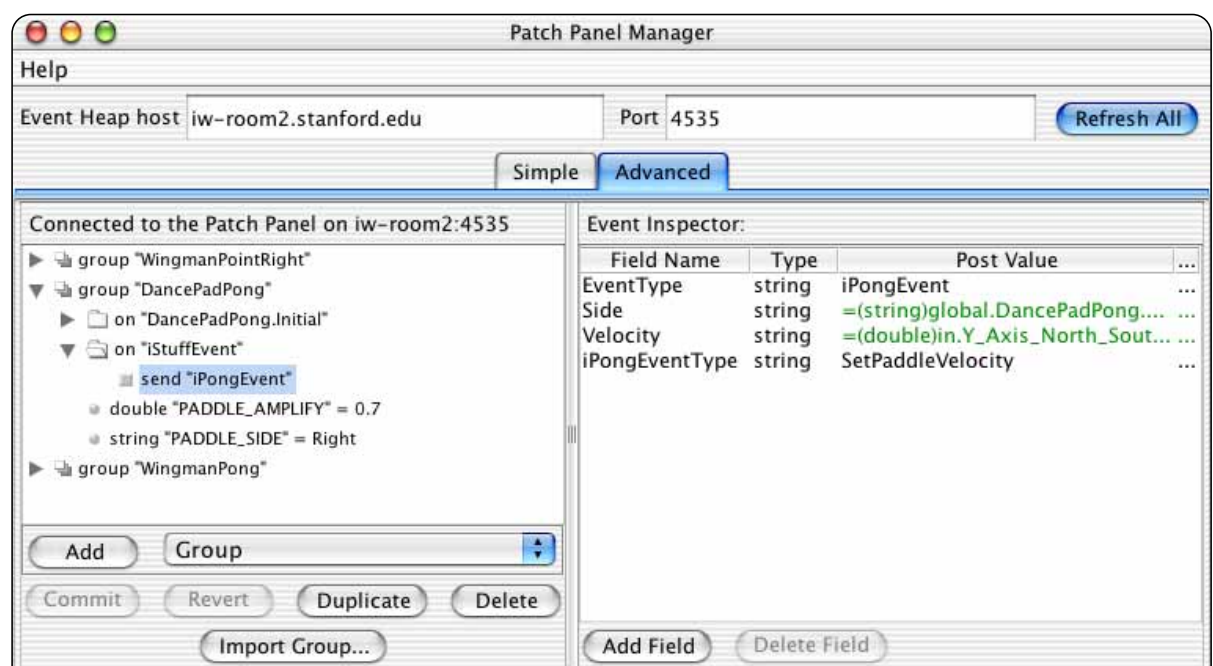 Patch Panel Manager
Help
Event Heap host iw-room2.stanford.edu Port 4535 Refresh All
Simple Advanced
Connected to the Patch Panel on iw-room2:4535
group "WingmanPointRight"
group "DancePadPong"
on "DancePadPong.Initial"
on "iStuffEvent"
send "iPongEvent"
double "PADDLE_AMPLIFY" = 0.7
string "PADDLE_SIDE" = Right
group "WingmanPong"
Add Group
Commit Revert Duplicate Delete
Import Group...
Event Inspector:
Field Name Type Post Value ...
EventType string iPongEvent ...
Side string =(string)global.DancePadPong.... ...
Velocity string =(double)in.Y_Axis_North_Sout... ...
iPongEventType string SetPaddleVelocity ...
Add Field Delete Field